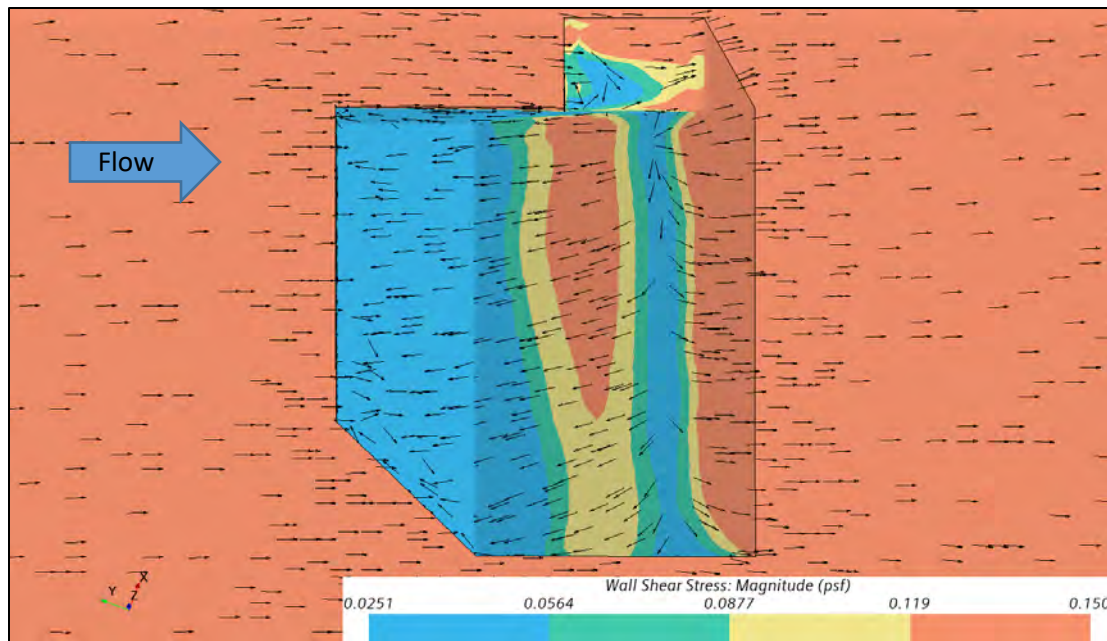 Flow
X
Y
Z
Wall Shear Stress: Magnitude (psf)
0.0251 0.0564 0.0877 0.119 0.150